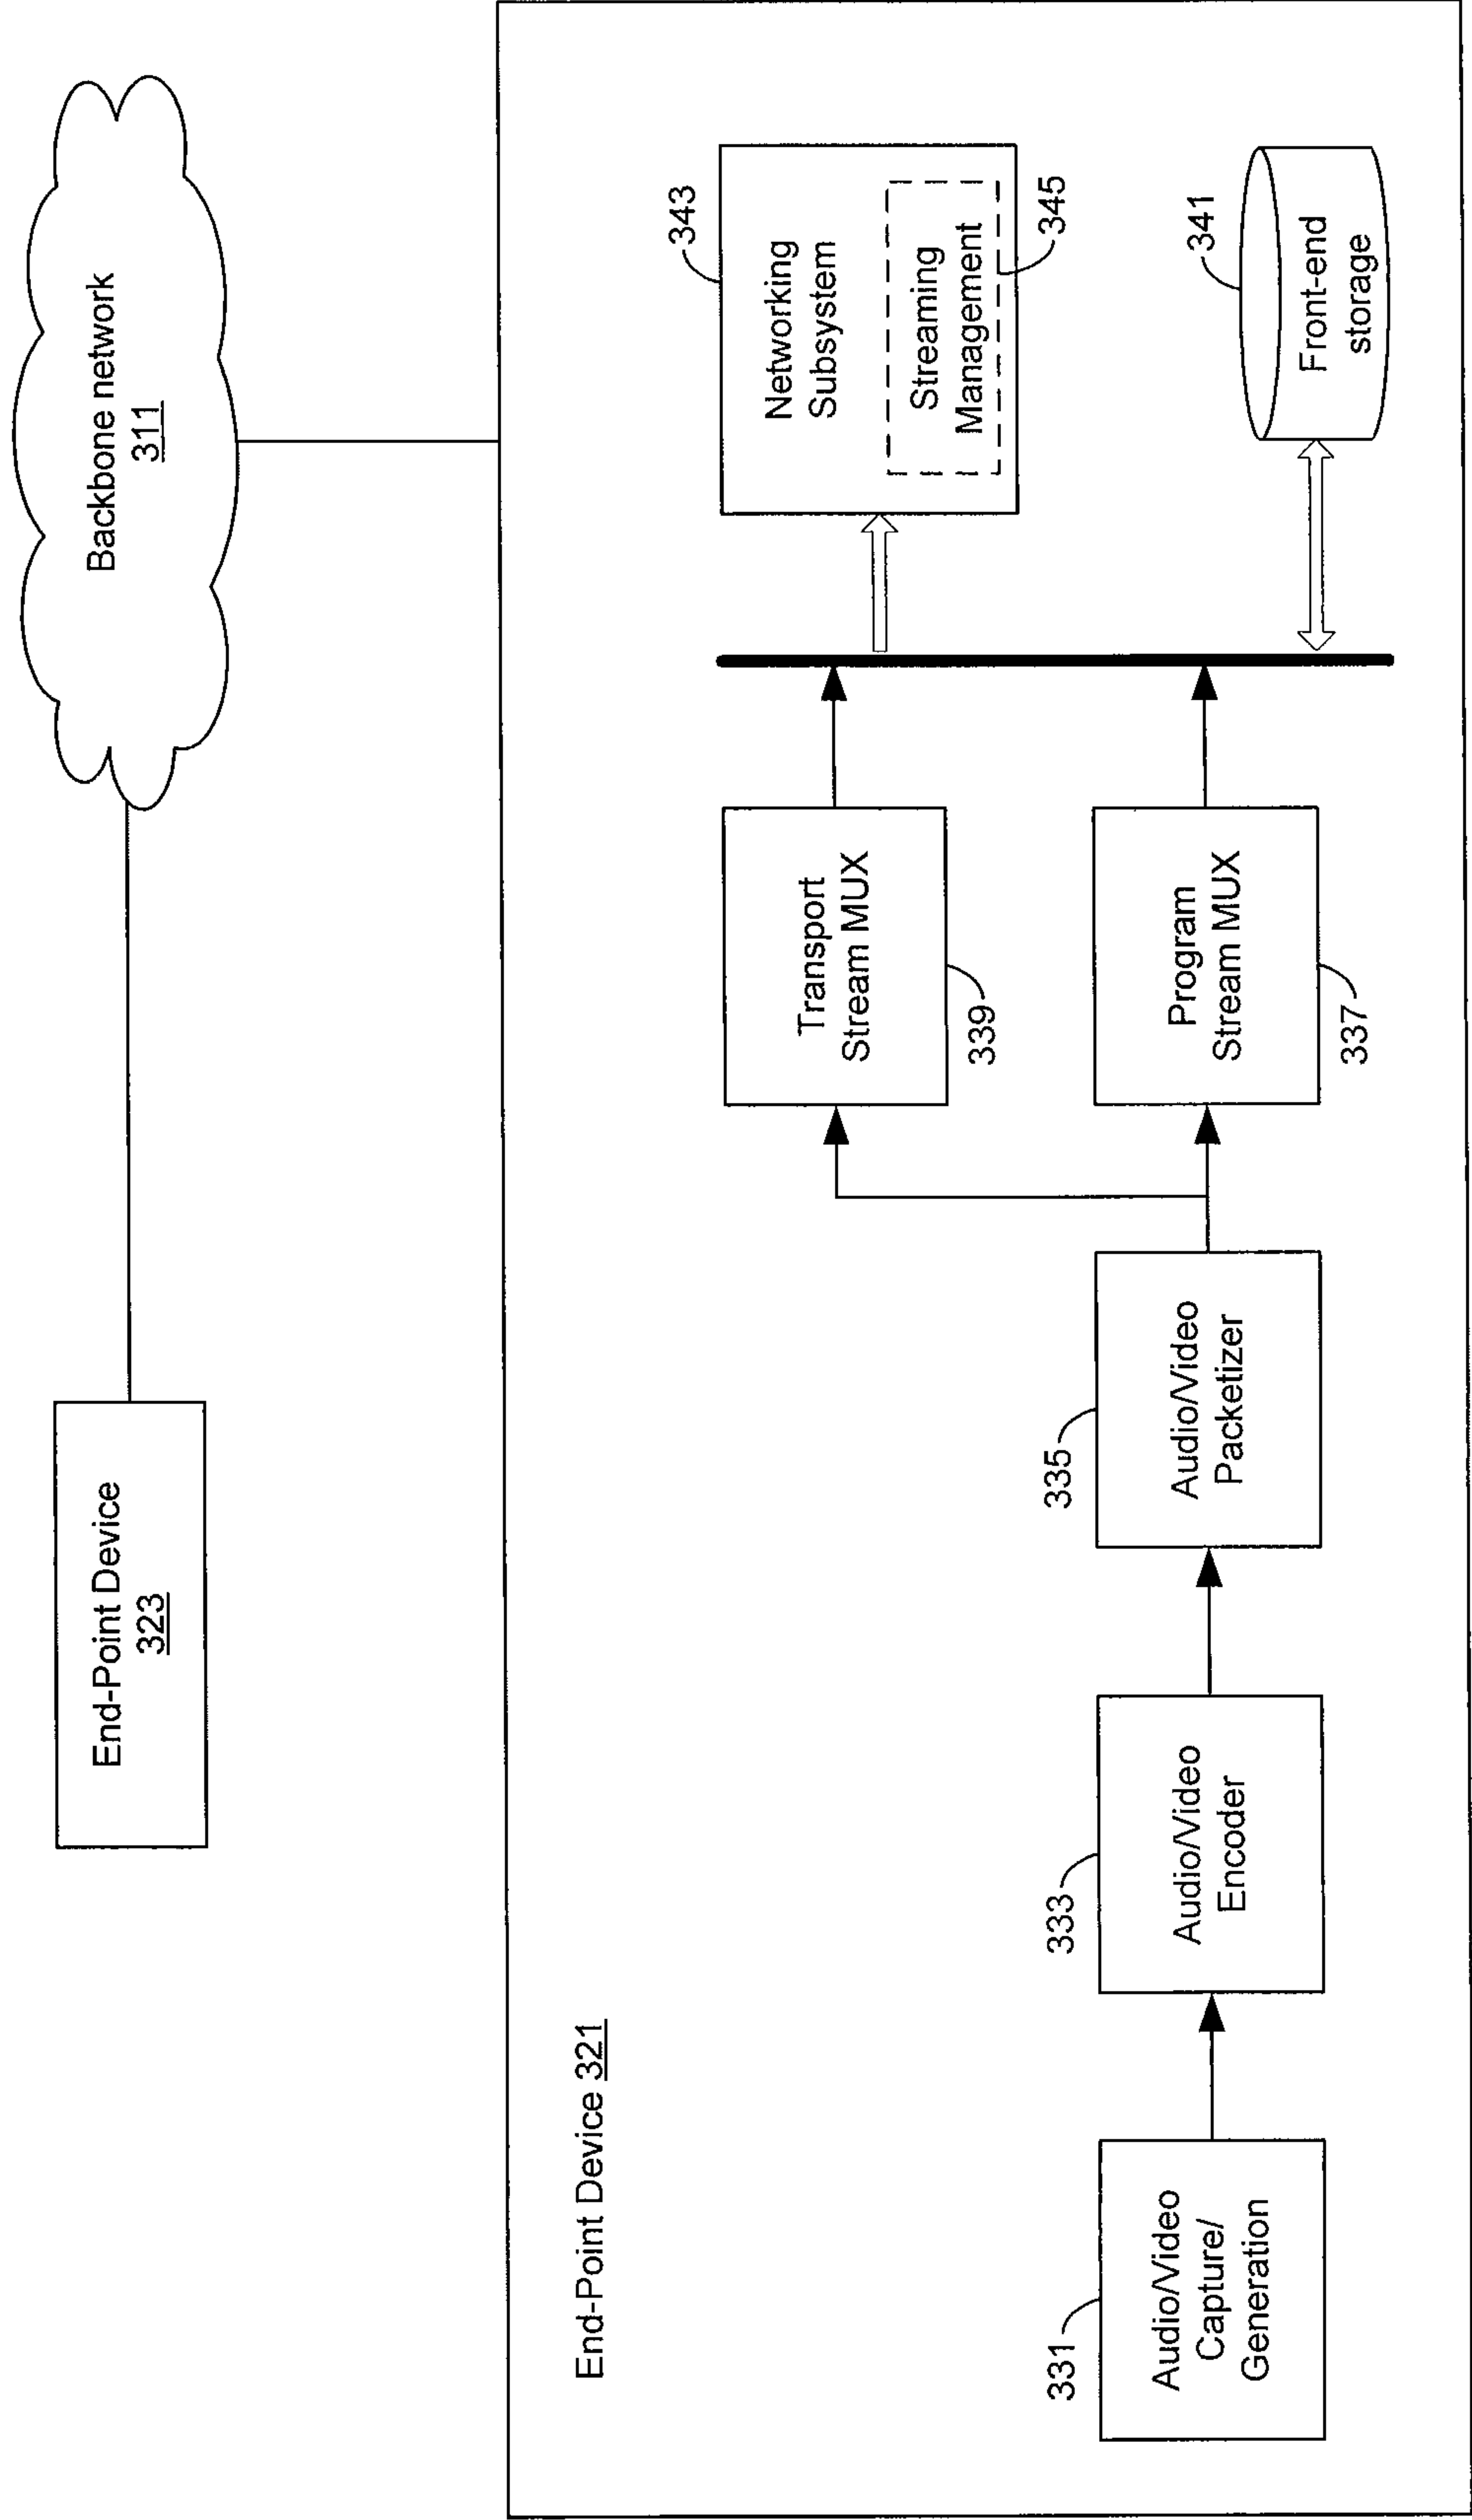 End-Point Device
323
Backbone network
311
End-Point Device 321
331
Audio/Video
Capture/
Generation
333
Audio/Video
Encoder
335
Audio/Video
Packetizer
Transport
Stream MUX
339
Program
Stream MUX
337
343
Networking
Subsystem
Streaming
Management
345
341
Front-end
storage